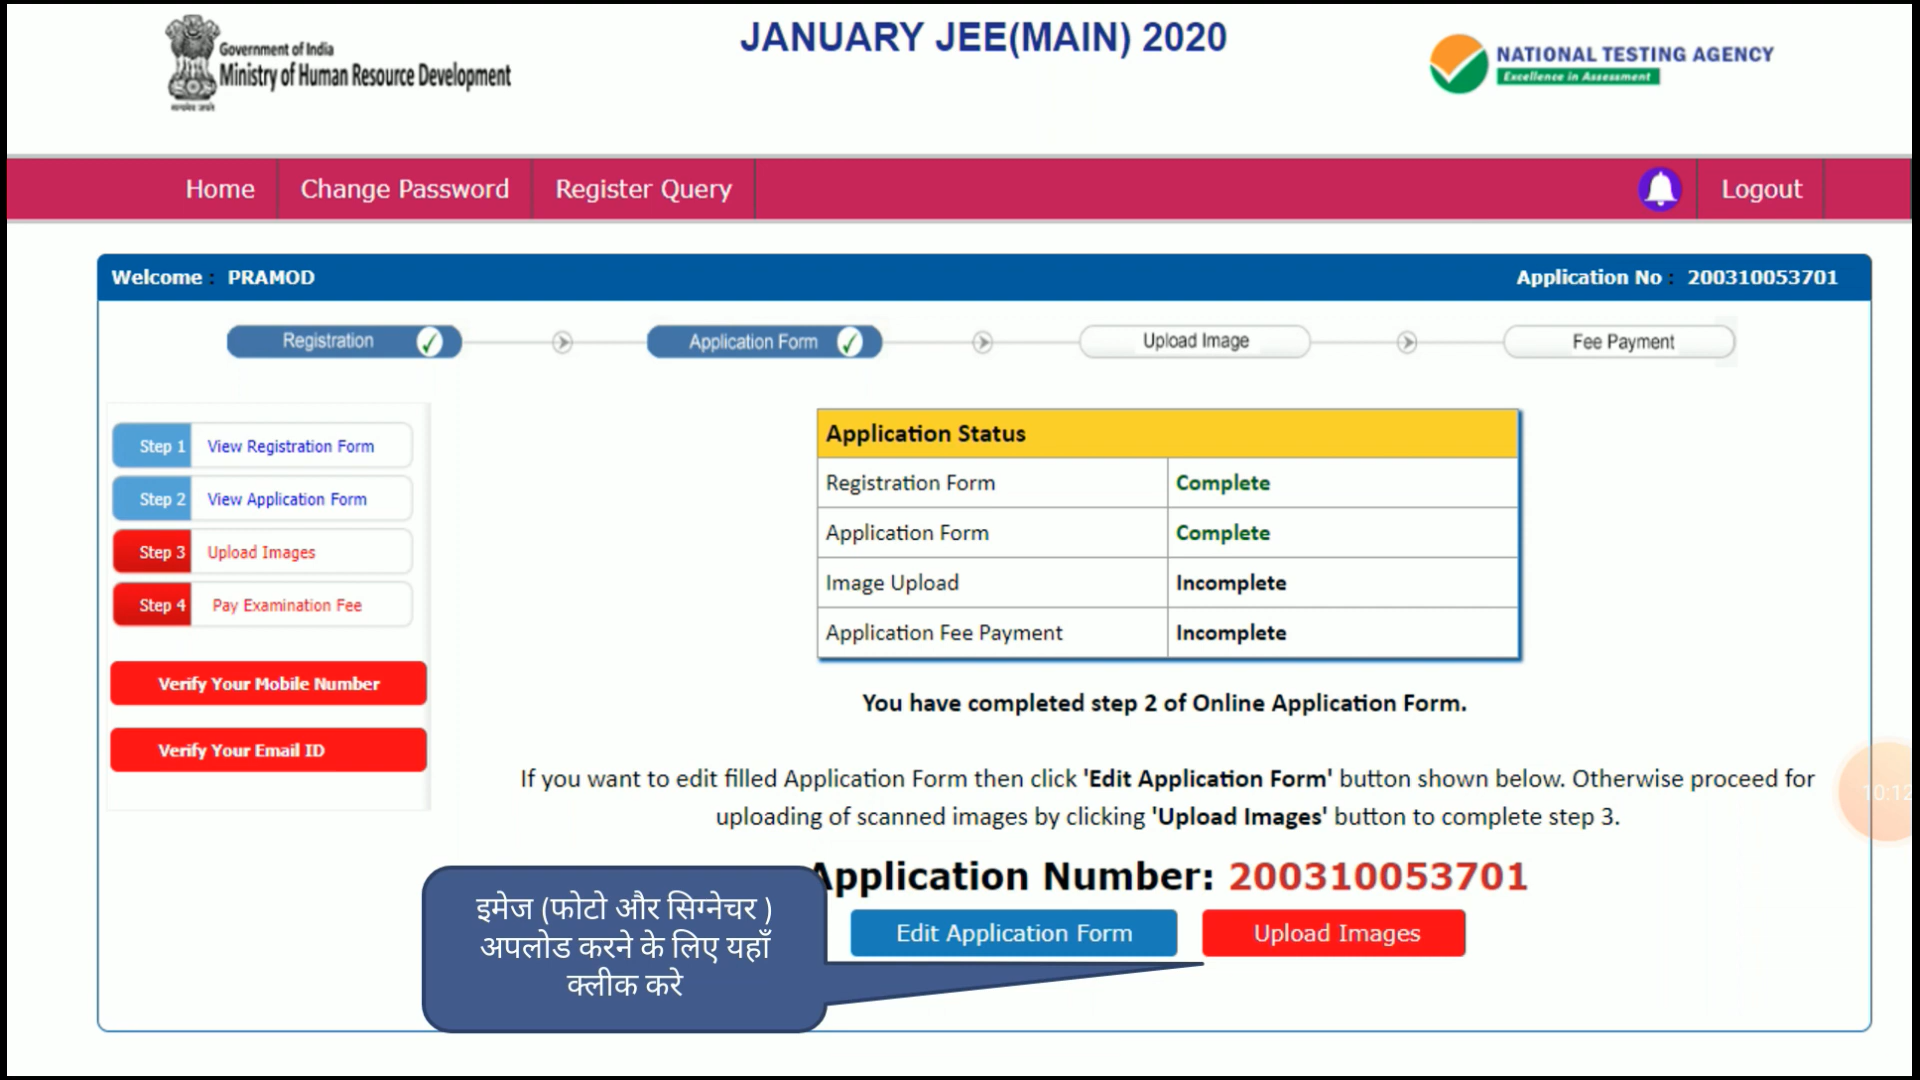 Government of India
Ministry of Human Resource Development
सत्यमेव जयते
JANUARY JEE(MAIN) 2020
NATIONAL TESTING AGENCY
Excellence in Assessment
Home
Change Password
Register Query
Logout
Welcome : PRAMOD
Application No : 200310053701
Registration
Application Form
Upload Image
Fee Payment
Step 1 View Registration Form
Step 2 View Application Form
Step 3 Upload Images
Step 4 Pay Examination Fee
Verify Your Mobile Number
Verify Your Email ID
Application Status
Registration Form Complete
Application Form Complete
Image Upload Incomplete
Application Fee Payment Incomplete
You have completed step 2 of Online Application Form.
If you want to edit filled Application Form then click 'Edit Application Form' button shown below. Otherwise proceed for
uploading of scanned images by clicking 'Upload Images' button to complete step 3.
10:12
Application Number: 200310053701
Edit Application Form
Upload Images
इमेज (फोटो और सिग्नेचर )
अपलोड करने के लिए यहाँ
क्लीक करे